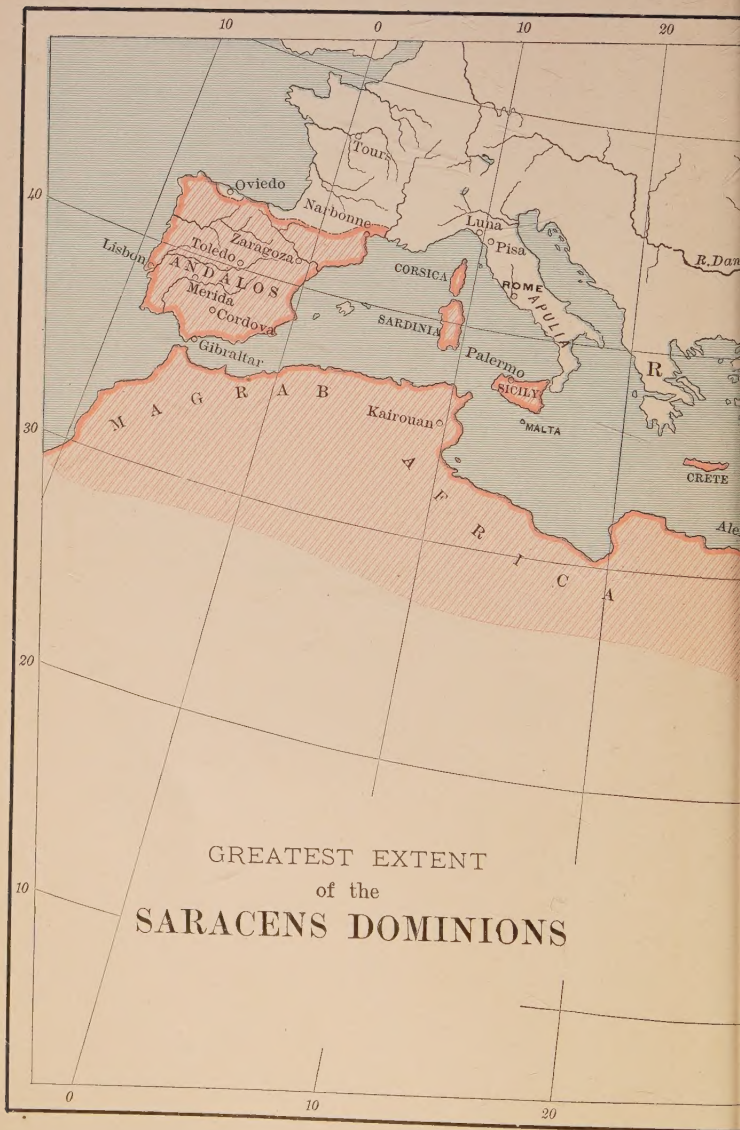 10 0 10 20
Tours
40
Oviedo
Narbonne
Luna
Pisa
Zaragoza
Lisbon
Toledo
R. Dan
CORSICA
ANDALOS
ROME
Merida
APULIA
Cordova
SARDINIA
Gibraltar
Palermo
R
SICILY
MAGRAB
Kairouan
MALTA
30
CRETE
AFRICA
Ale
20
GREATEST EXTENT
of the
10
SARACENS DOMINIONS
0
10
20